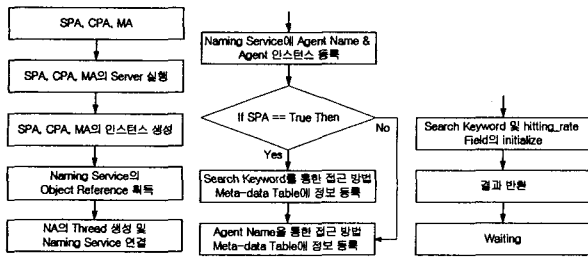 SPA, CPA, MA
SPA, CPA, MA의 Server 실행
SPA, CPA, MA의 인스턴스 생성
Naming Service의
Object Reference 획득
NA의 Thread 생성 및
Naming Service 연결
Naming Service에 Agent Name &
Agent 인스턴스 등록
If SPA == True Then
No
Yes
Search Keyword를 통한 접근 방법
Meta-data Table에 정보 등록
Agent Name을 통한 접근 방법
Meta-data Table에 정보 등록
Search Keyword 및 hitting_rate
Field의 initialize
결과 반환
Waiting